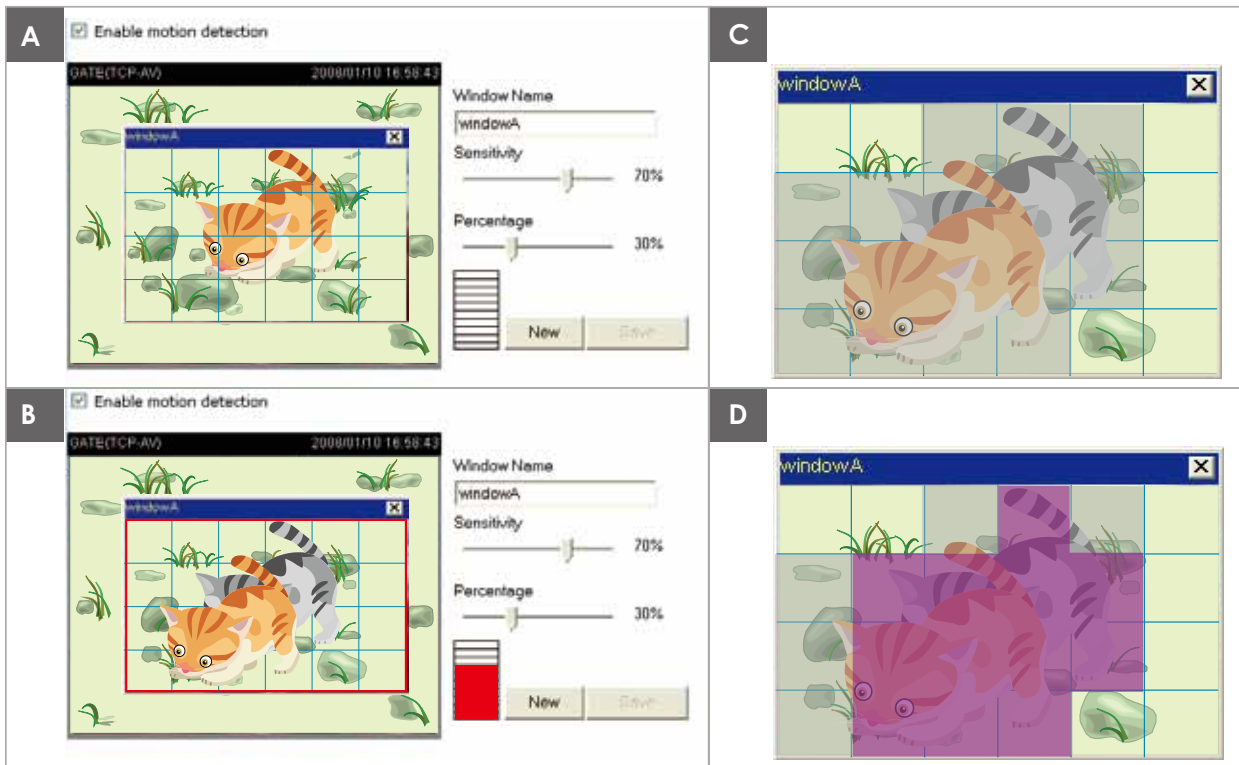 A
Enable motion detection
GATE(TCP-AV) 2008/01/10 16:58:43
windowA
Window Name
windowA
Sensitivity
70%
Percentage
30%
New Save
C
windowA
B
Enable motion detection
GATE(TCP-AV) 2008/01/10 16:58:43
windowA
Window Name
windowA
Sensitivity
70%
Percentage
30%
New Save
D
windowA